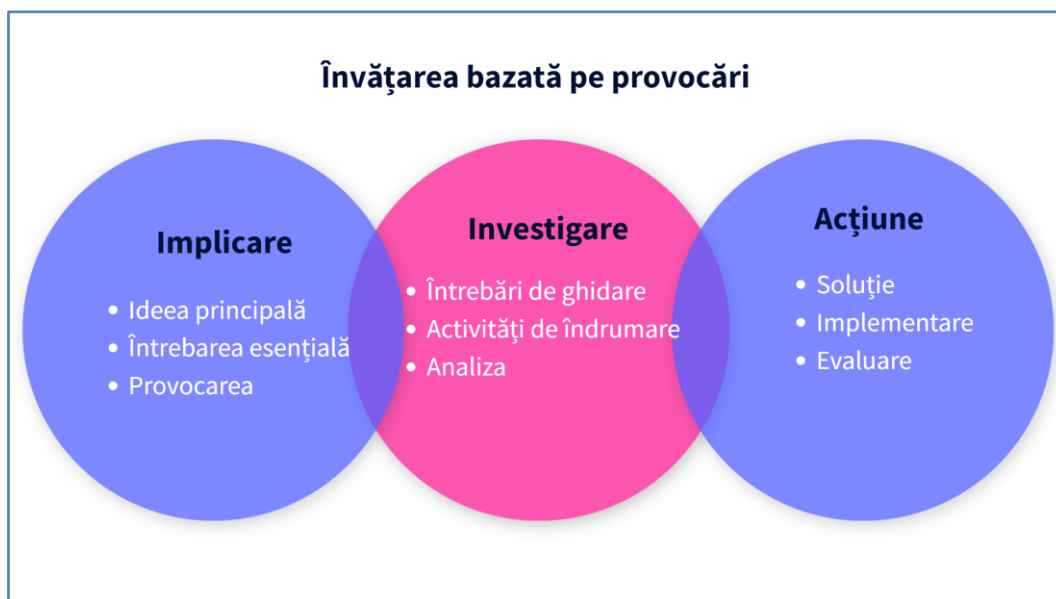 Învățarea bazată pe provocări
Implicare
• Ideea principală
• Întrebarea esențială
• Provocarea
Investigare
• Întrebări de ghidare
• Activități de îndrumare
• Analiza
Acțiune
• Soluție
• Implementare
• Evaluare